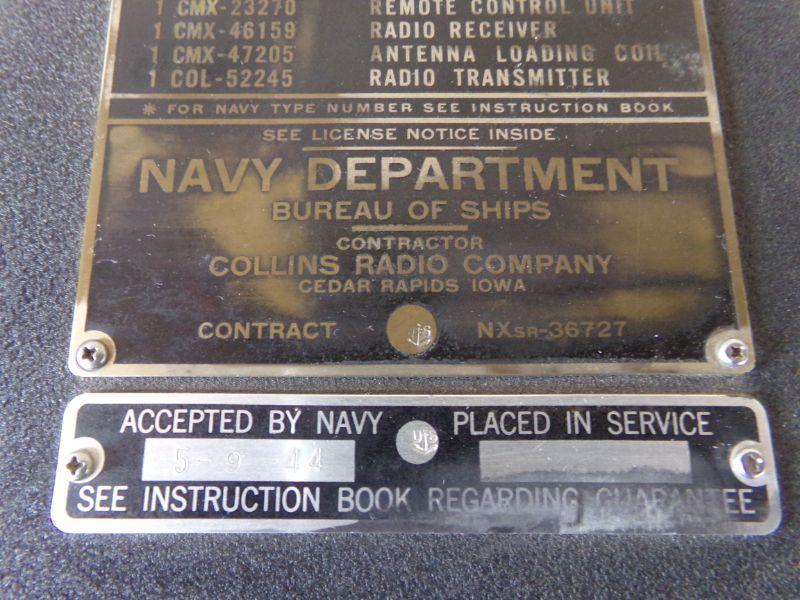 1 CMX-23270 REMOTE CONTROL UNIT
1 CMX-46159 RADIO RECEIVER
1 CMX-47205 ANTENNA LOADING COIL
1 COL-52245 RADIO TRANSMITTER
* FOR NAVY TYPE NUMBER SEE INSTRUCTION BOOK
SEE LICENSE NOTICE INSIDE
NAVY DEPARTMENT
BUREAU OF SHIPS
CONTRACTOR
COLLINS RADIO COMPANY
CEDAR RAPIDS IOWA
CONTRACT NXSR-36727
ACCEPTED BY NAVY PLACED IN SERVICE
5-9 44
SEE INSTRUCTION BOOK REGARDING GUARANTEE